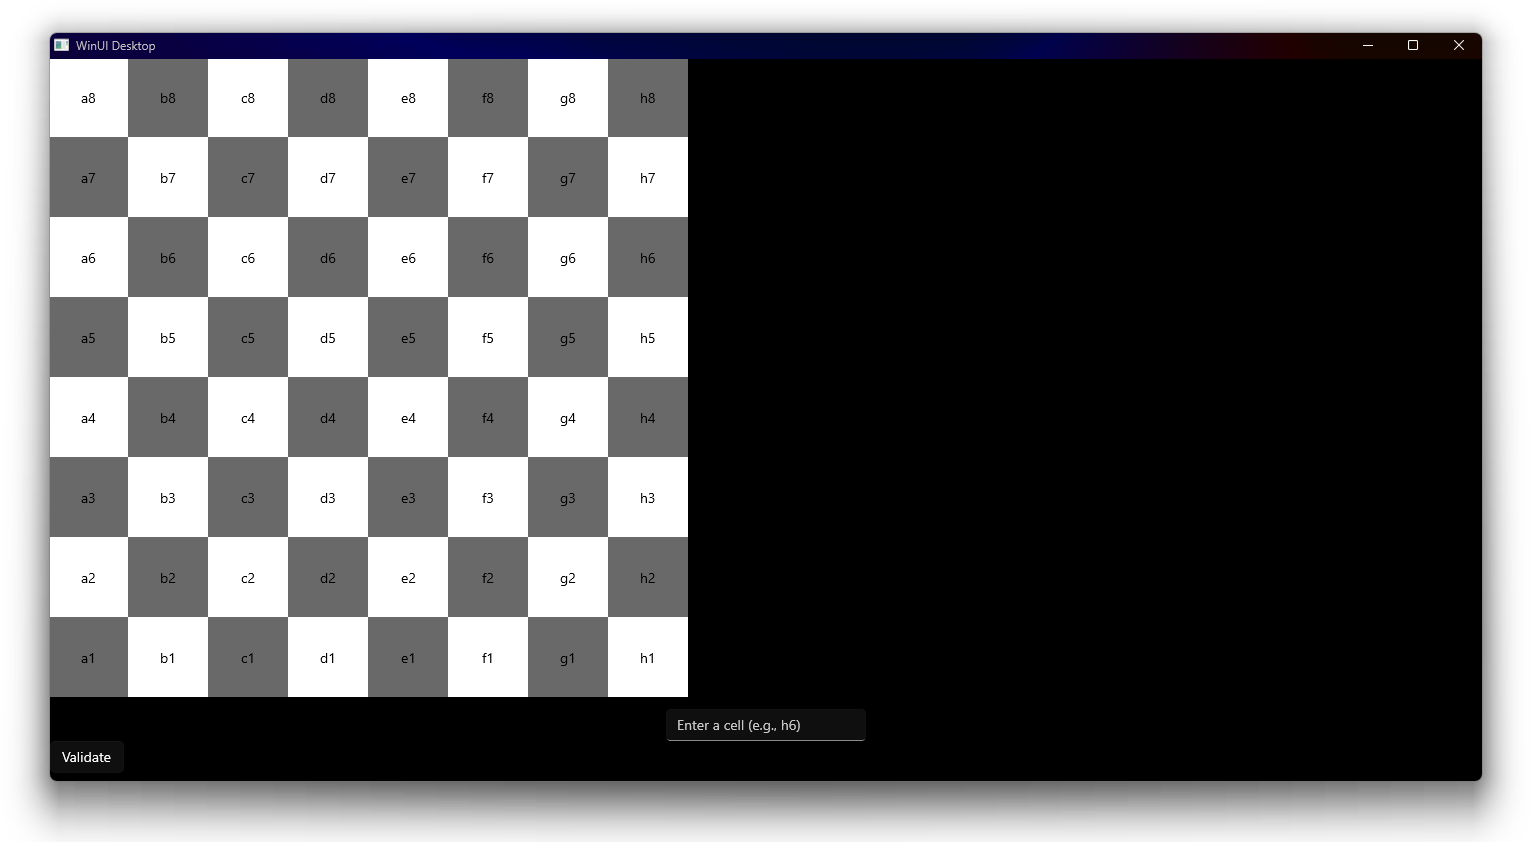 WinUI Desktop
a8 b8 c8 d8 e8 f8 g8 h8
a7 b7 c7 d7 e7 f7 g7 h7
a6 b6 c6 d6 e6 f6 g6 h6
a5 b5 c5 d5 e5 f5 g5 h5
a4 b4 c4 d4 e4 f4 g4 h4
a3 b3 c3 d3 e3 f3 g3 h3
a2 b2 c2 d2 e2 f2 g2 h2
a1 b1 c1 d1 e1 f1 g1 h1
Enter a cell (e.g., h6)
Validate